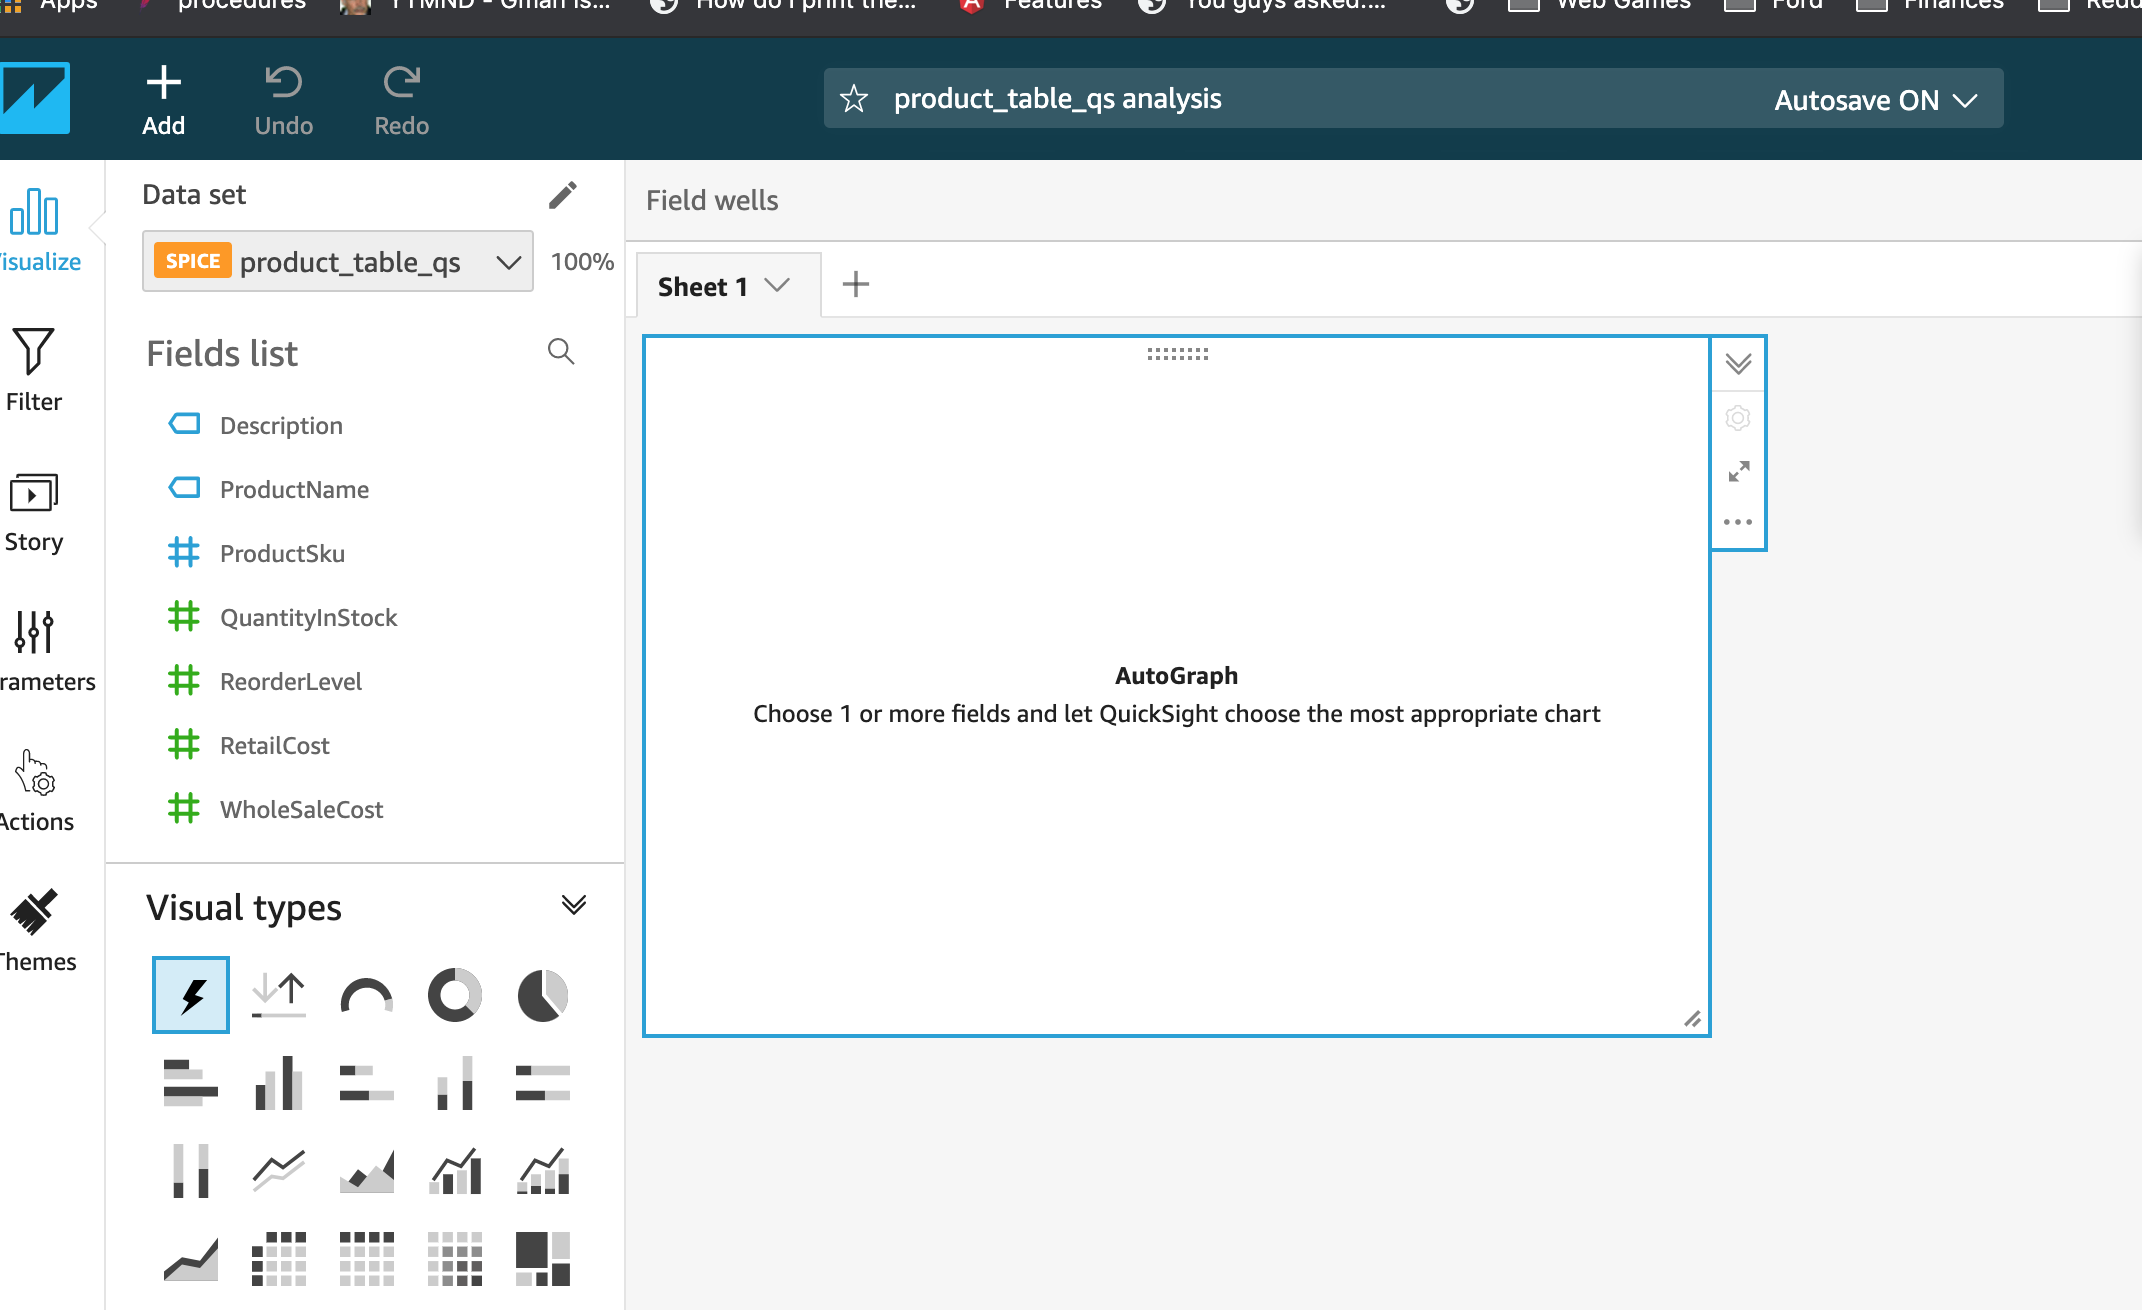 Apps procedures YTMND - Gman is... How do I print the... Features You guys asked.... Web Games Ford Finances
Add Undo Redo
product_table_qs analysis
Autosave ON
Visualize
Filter
Story
rameters
Actions
Themes
Data set
SPICE product_table_qs 100%
Fields list
Description
ProductName
ProductSku
QuantityInStock
ReorderLevel
RetailCost
WholeSaleCost
Visual types
Field wells
Sheet 1
AutoGraph
Choose 1 or more fields and let QuickSight choose the most appropriate chart